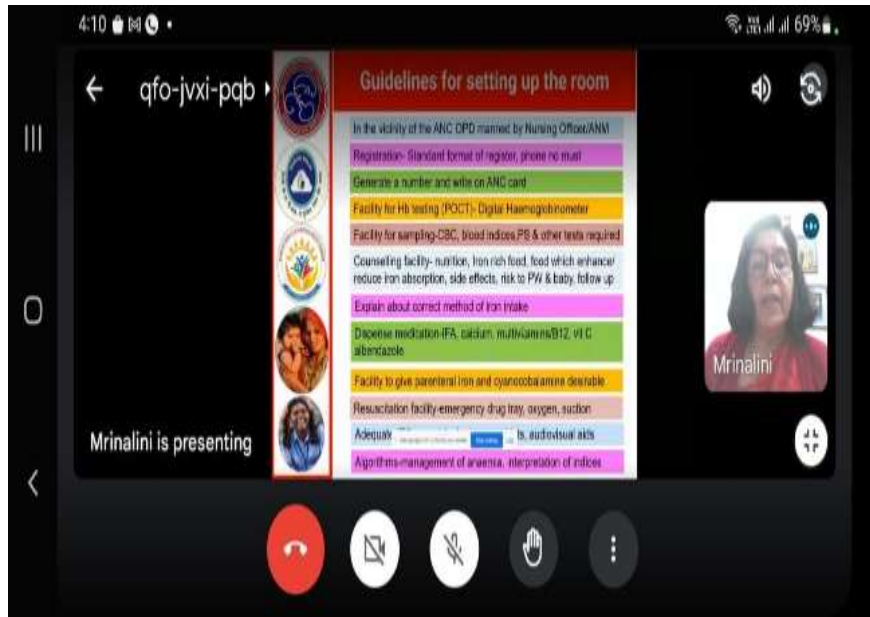 4:10
69%
qfo-jvxi-pqb
Guidelines for setting up the room
In the vicinity of the ANC OPD manned by Nursing Officer/ANM
Registration- Standard format of register, phone no must
Generate a number and write on ANC card
Facility for Hb testing (POCT)- Digital Haemoglobinometer
Facility for sampling-CBC, blood indices,PS & other tests required
Counselling facility- nutrition, Iron rich food, food which enhance/
reduce iron absorption, side effects, risk to PW & baby, follow up
Explain about correct method of iron intake
Dispense medication-IFA, calcium, B12, vit C
albendazole
Facility to give parenteral iron and cyanocobalamine desirable
Resuscitation facility-emergency drug tray, oxygen, suction
Adequate audiovisual aids
Algorithms-management of anaemia, interpretation of indices
Mrinalini
Mrinalini is presenting